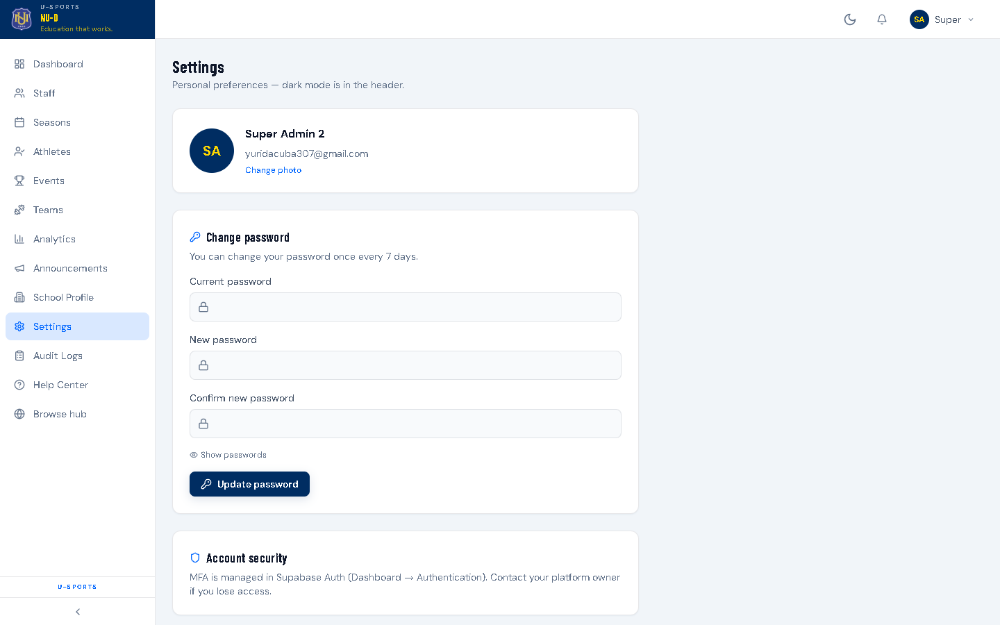 U-SPORTS
NU-D
Education that works.
SA
Super
Dashboard
Staff
Seasons
Athletes
Events
Teams
Analytics
Announcements
School Profile
Settings
Audit Logs
Help Center
Browse hub
U-SPORTS
Settings
Personal preferences — dark mode is in the header.
SA
Super Admin 2
yuridacuba307@gmail.com
Change photo
Change password
You can change your password once every 7 days.
Current password
New password
Confirm new password
Show passwords
Update password
Account security
MFA is managed in Supabase Auth (Dashboard → Authentication). Contact your platform owner
if you lose access.